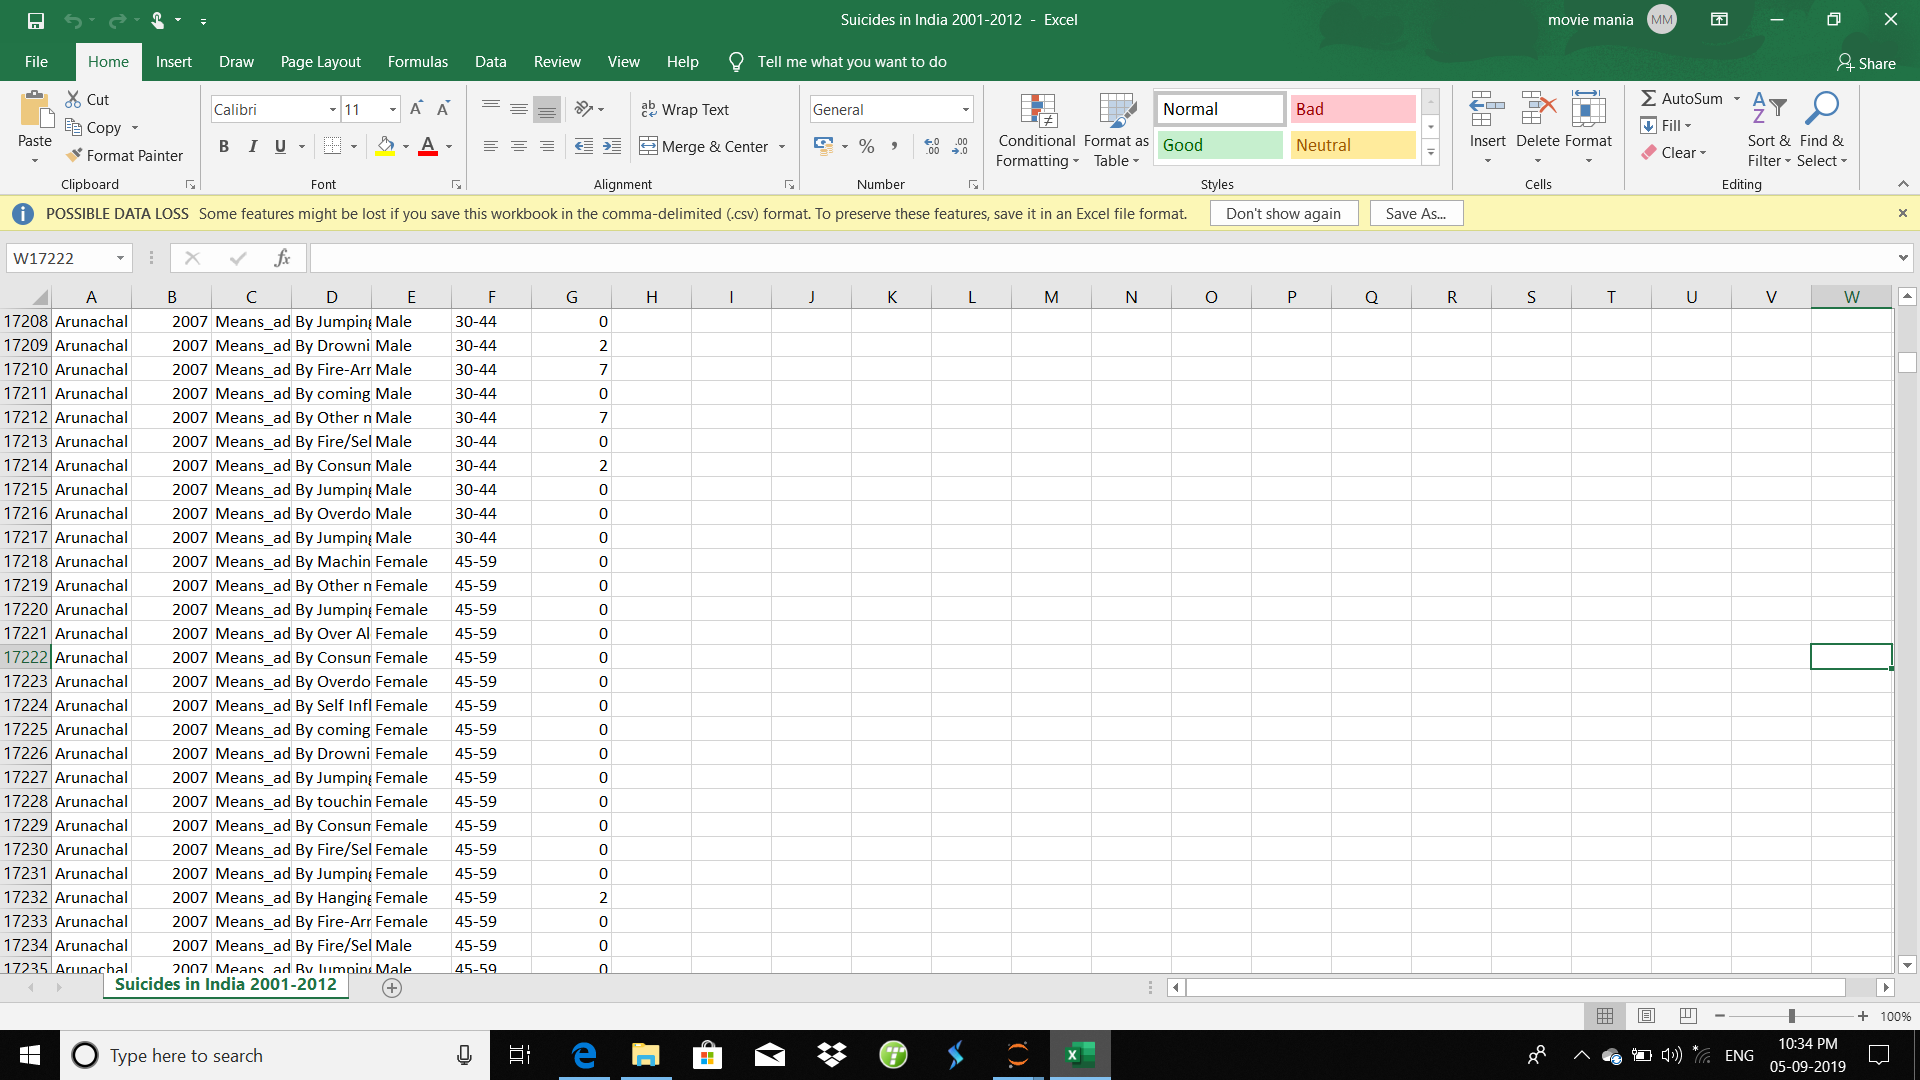 Suicides in India 2001-2012 - Excel
movie mania MM
File Home Insert Draw Page Layout Formulas Data Review View Help Tell me what you want to do Share
Paste Cut Copy Format Painter Clipboard
Calibri 11 A A B I U A Font
ab Wrap Text Merge & Center Alignment
General % , .00 Number
Conditional Formatting Format as Table Normal Bad Good Neutral Styles
Insert Delete Format Cells
AutoSum Fill Clear Sort & Filter Find & Select Editing
POSSIBLE DATA LOSS Some features might be lost if you save this workbook in the comma-delimited (.csv) format. To preserve these features, save it in an Excel file format. Don't show again Save As...
W17222 fx
A B C D E F G H I J K L M N O P Q R S T U V W
17208 Arunachal 2007 Means_ad By Jumping Male 30-44 0
17209 Arunachal 2007 Means_ad By Drowni Male 30-44 2
17210 Arunachal 2007 Means_ad By Fire-Arr Male 30-44 7
17211 Arunachal 2007 Means_ad By coming Male 30-44 0
17212 Arunachal 2007 Means_ad By Other n Male 30-44 7
17213 Arunachal 2007 Means_ad By Fire/Sel Male 30-44 0
17214 Arunachal 2007 Means_ad By Consum Male 30-44 2
17215 Arunachal 2007 Means_ad By Jumping Male 30-44 0
17216 Arunachal 2007 Means_ad By Overdo Male 30-44 0
17217 Arunachal 2007 Means_ad By Jumping Male 30-44 0
17218 Arunachal 2007 Means_ad By Machin Female 45-59 0
17219 Arunachal 2007 Means_ad By Other n Female 45-59 0
17220 Arunachal 2007 Means_ad By Jumping Female 45-59 0
17221 Arunachal 2007 Means_ad By Over Al Female 45-59 0
17222 Arunachal 2007 Means_ad By Consum Female 45-59 0
17223 Arunachal 2007 Means_ad By Overdo Female 45-59 0
17224 Arunachal 2007 Means_ad By Self Infl Female 45-59 0
17225 Arunachal 2007 Means_ad By coming Female 45-59 0
17226 Arunachal 2007 Means_ad By Drowni Female 45-59 0
17227 Arunachal 2007 Means_ad By Jumping Female 45-59 0
17228 Arunachal 2007 Means_ad By touchin Female 45-59 0
17229 Arunachal 2007 Means_ad By Consum Female 45-59 0
17230 Arunachal 2007 Means_ad By Fire/Sel Female 45-59 0
17231 Arunachal 2007 Means_ad By Jumping Female 45-59 0
17232 Arunachal 2007 Means_ad By Hanging Female 45-59 2
17233 Arunachal 2007 Means_ad By Fire-Arr Female 45-59 0
17234 Arunachal 2007 Means_ad By Fire/Sel Male 45-59 0
17235 Arunachal 2007 Means_ad By Jumping Male 45-59 0
Suicides in India 2001-2012
100%
Type here to search
ENG 10:34 PM
05-09-2019